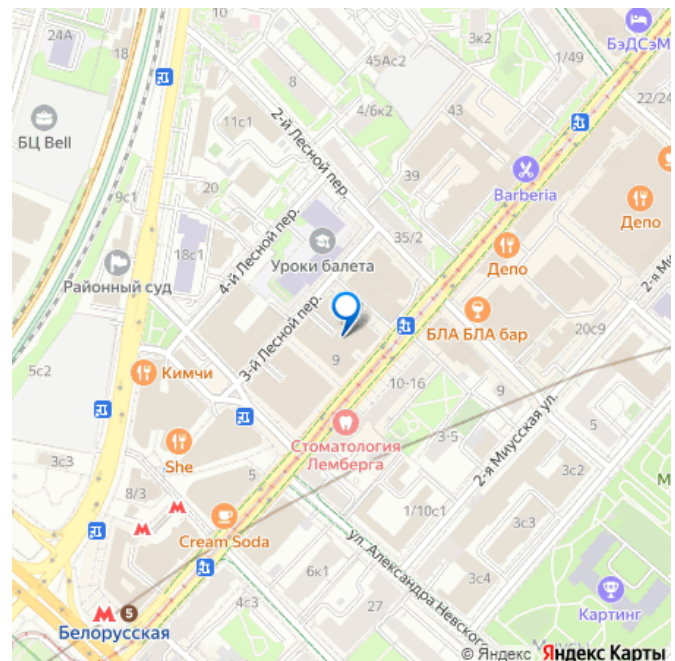 24А
18
3к2
БэДСэМ
45Ас2
8
1/49
22/24
БЦ Bell
11с1
4/6к2
43
2-й Лесной пер.
9с1
20
39
Barberia
Депо
4-й Лесной пер.
Уроки балета
35/2
Депо
Районный суд
18с1
3-й Лесной пер.
2-я Ми
БЛА БЛА бар
20с9
5с2
Кимчи
9
10-16
9
Стоматология
Лемберга
3-5
2-я Миусская ул.
3с3
She
5
3с2
М
8/3
1/10с1
3с3
Cream Soda
ул. Александра Невского
6к1
3с4
4с3
27
Картинг
5
Белорусская
© Яндекс Яндекс Карты